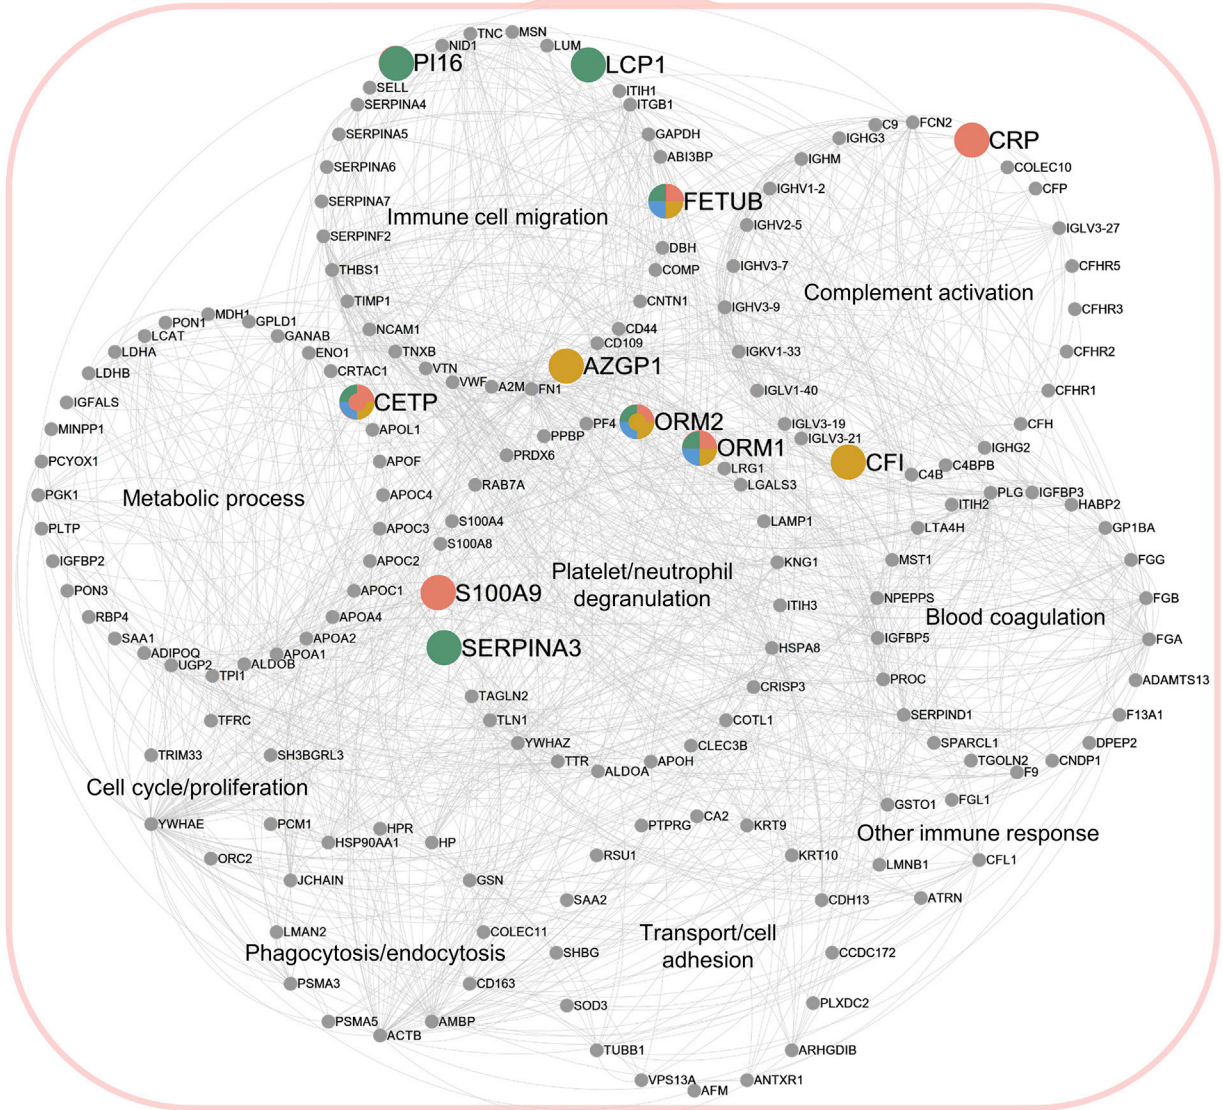 TNC
MSN
NID1
LUM
PI16
LCP1
SELL
ITIH1
SERPINA4
ITGB1
C9
FCN2
SERPINA5
GAPDH
IGHG3
CRP
ABI3BP
IGHM
SERPINA6
COLEC10
IGHV1-2
CFP
SERPINA7
FETUB
Immune cell migration
IGHV2-5
IGLV3-27
SERPINF2
DBH
THBS1
COMP
IGHV3-7
CFHR5
Complement activation
TIMP1
CNTN1
IGHV3-9
CFHR3
MDH1
PON1
GPLD1
NCAM1
CD44
LCAT
GANAB
CD109
LDHA
ENO1
TNXB
IGKV1-33
CFHR2
LDHB
CRTAC1
VTN
AZGP1
VWF
A2M
FN1
IGLV1-40
CFHR1
IGFALS
CETP
MINPP1
APOL1
PF4
ORM2
IGLV3-19
CFH
PPBP
IGLV3-21
ORM1
IGHG2
PCYOX1
APOF
PRDX6
LRG1
CFI
C4BPB
C4B
RAB7A
LGALS3
Metabolic process
PGK1
APOC4
PLG
IGFBP3
ITIH2
HABP2
PLTP
APOC3
S100A4
LAMP1
LTA4H
GP1BA
S100A8
IGFBP2
APOC2
KNG1
MST1
FGG
Platelet/neutrophil
degranulation
PON3
APOC1
S100A9
ITIH3
NPEPPS
FGB
RBP4
APOA4
Blood coagulation
SAA1
APOA2
SERPINA3
HSPA8
IGFBP5
FGA
ADIPOQ
APOA1
UGP2
ALDOB
TPI1
CRISP3
PROC
ADAMTS13
TAGLN2
TFRC
TLN1
COTL1
SERPIND1
F13A1
YWHAZ
CLEC3B
SPARCL1
DPEP2
TRIM33
SH3BGRL3
TTR
APOH
TGOLN2
CNDP1
ALDOA
F9
Cell cycle/proliferation
GSTO1
FGL1
YWHAE
PCM1
HPR
PTPRG
CA2
KRT9
Other immune response
HSP90AA1
HP
ORC2
RSU1
KRT10
LMNB1
CFL1
JCHAIN
GSN
SAA2
CDH13
ATRN
LMAN2
COLEC11
Transport/cell
adhesion
Phagocytosis/endocytosis
SHBG
CCDC172
PSMA3
CD163
SOD3
PLXDC2
PSMA5
AMBP
ACTB
TUBB1
ARHGDIB
VPS13A
ANTXR1
AFM